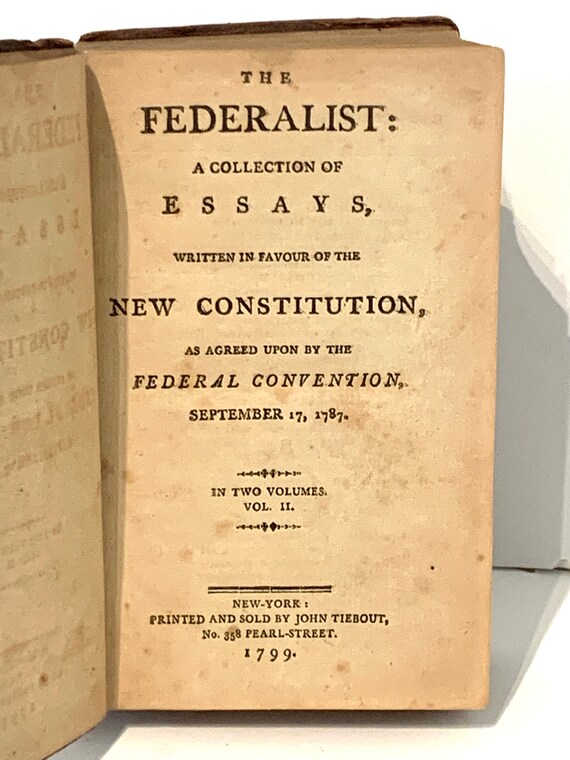 THE
FEDERALIST:
A COLLECTION OF
ESSAYS,
WRITTEN IN FAVOUR OF THE
NEW CONSTITUTION,
AS AGREED UPON BY THE
FEDERAL CONVENTION,
SEPTEMBER 17, 1787.
IN TWO VOLUMES.
VOL. II.
NEW-YORK:
PRINTED AND SOLD BY JOHN TIEBOUT,
No. 358 PEARL-STREET.
1799.